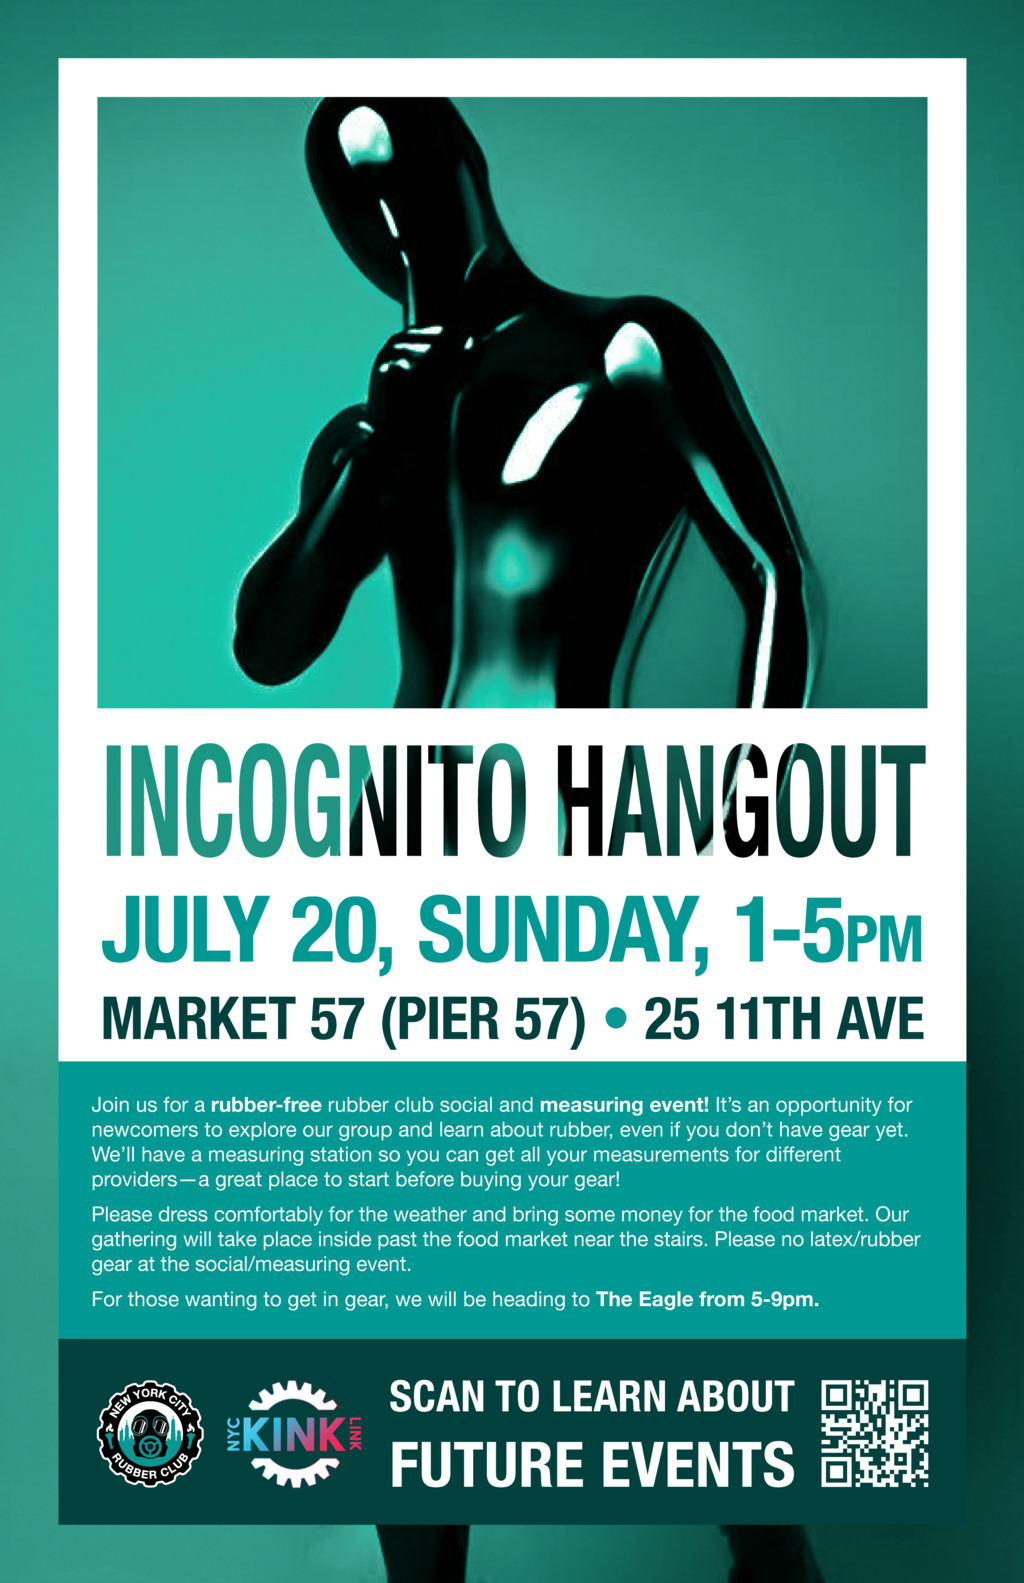 INCOGNITO HANGOUT
JULY 20, SUNDAY, 1-5PM
MARKET 57 (PIER 57) • 25 11TH AVE
Join us for a rubber-free rubber club social and measuring event! It's an opportunity for
newcomers to explore our group and learn about rubber, even if you don't have gear yet.
We'll have a measuring station so you can get all your measurements for different
providers—a great place to start before buying your gear!
Please dress comfortably for the weather and bring some money for the food market. Our
gathering will take place inside past the food market near the stairs. Please no latex/rubber
gear at the social/measuring event.
For those wanting to get in gear, we will be heading to The Eagle from 5-9pm.
NEW YORK CITY
RUBBER CLUB
NYC
KINK
LINK
SCAN TO LEARN ABOUT
FUTURE EVENTS